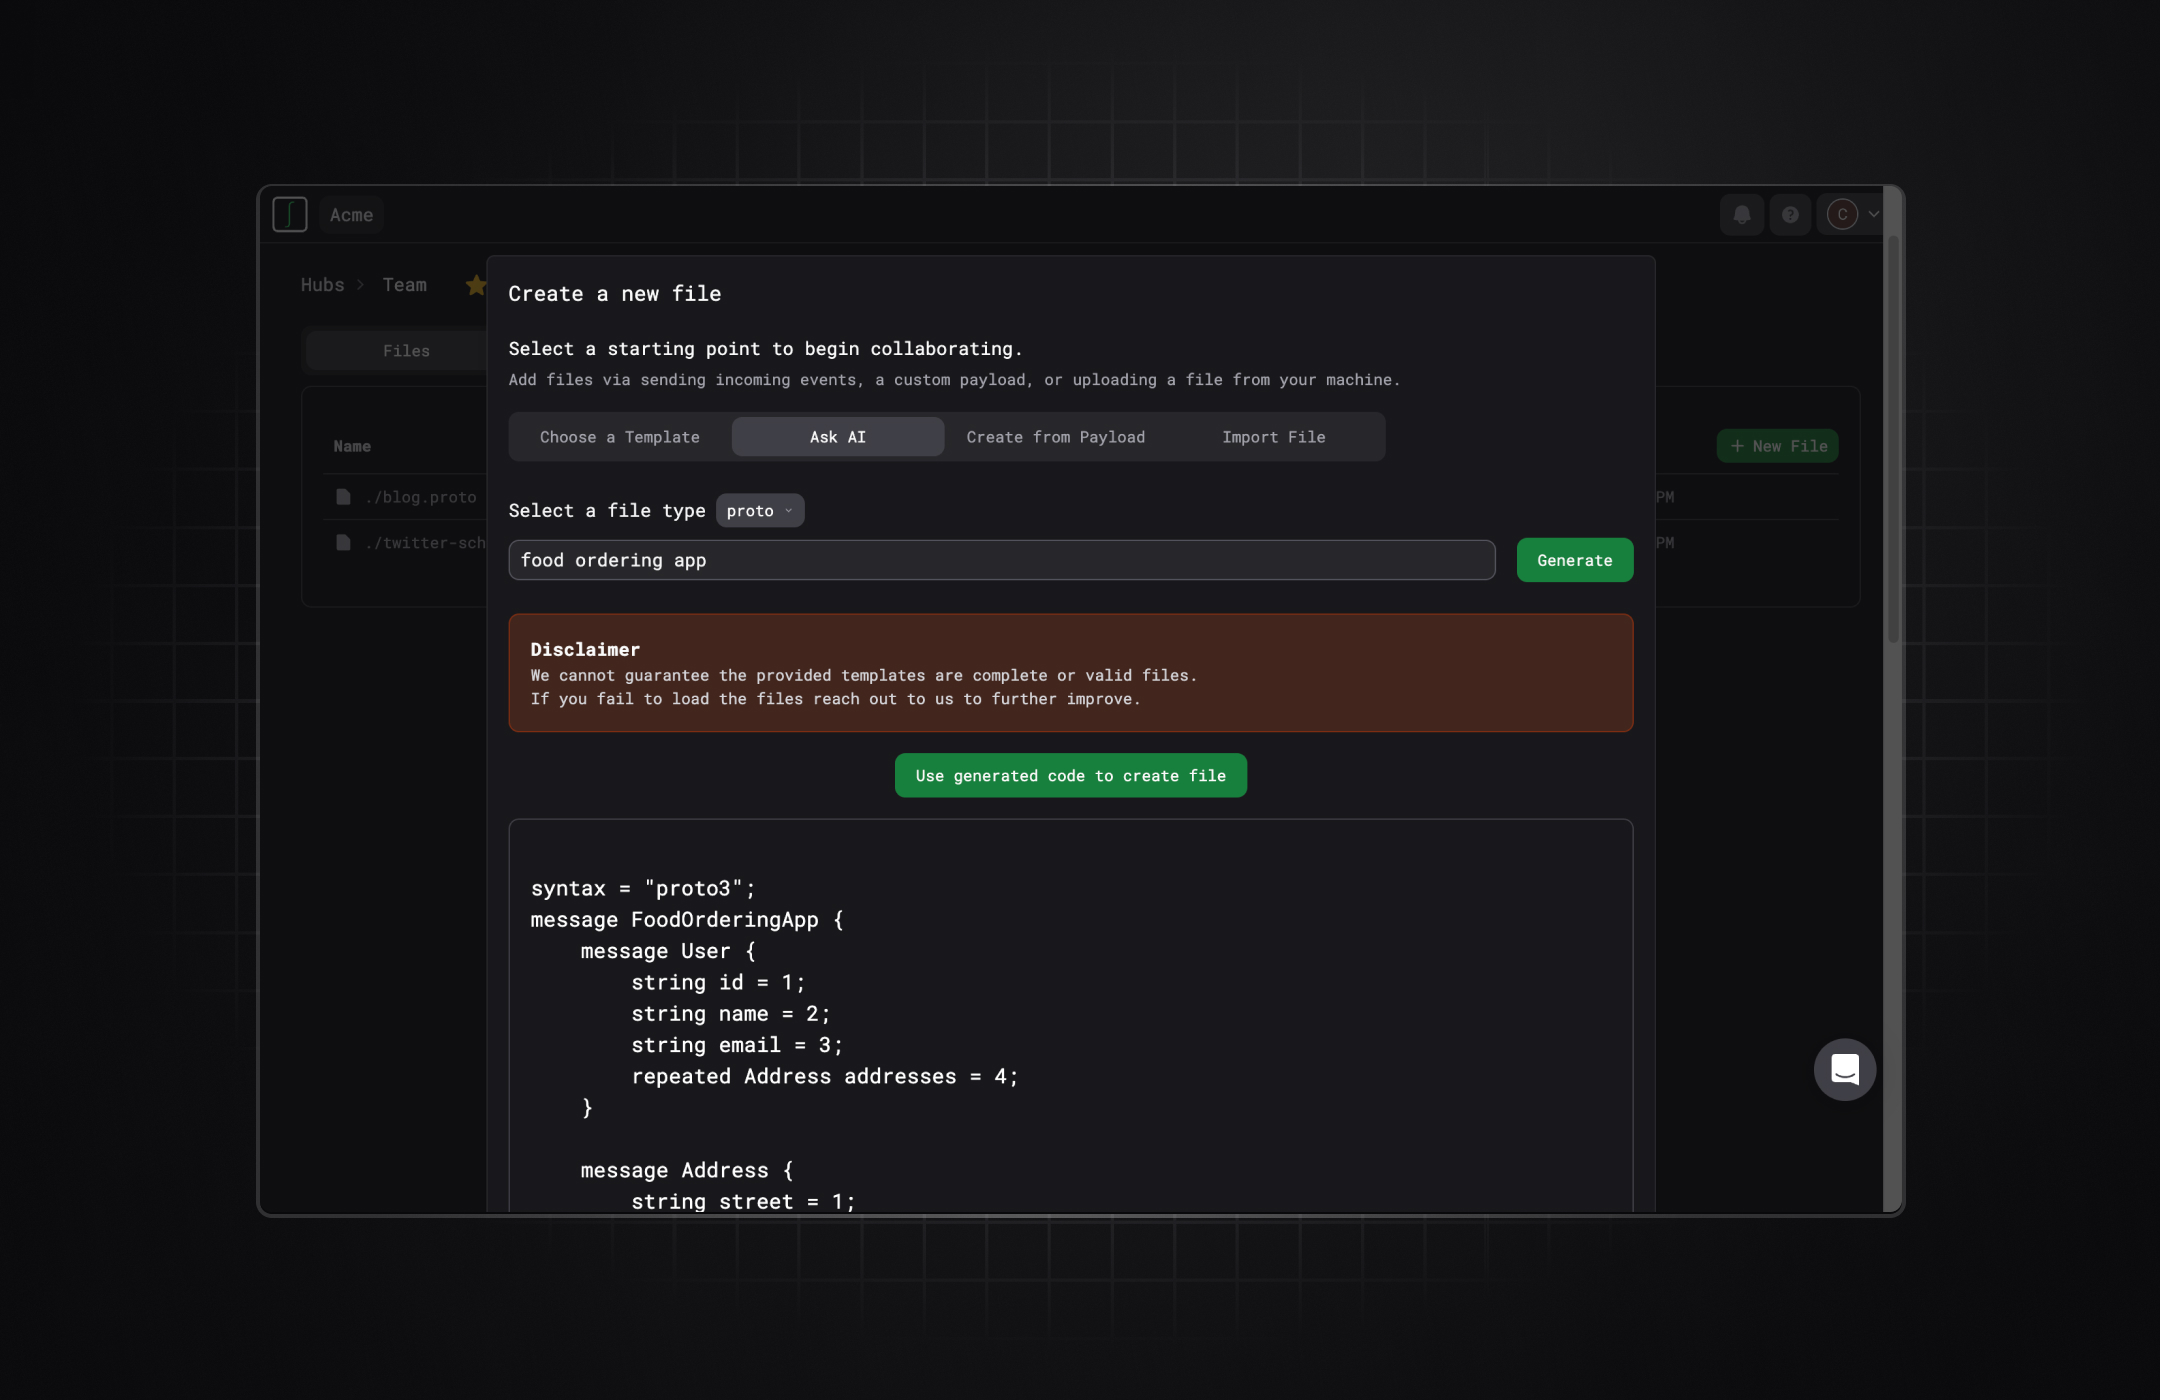 Acme
C
Hubs > Team
Files
Name
+ New File
./blog.proto
PM
./twitter-sch
PM
Create a new file
Select a starting point to begin collaborating.
Add files via sending incoming events, a custom payload, or uploading a file from your machine.
Choose a Template Ask AI Create from Payload Import File
Select a file type proto
food ordering app
Generate
Disclaimer
We cannot guarantee the provided templates are complete or valid files.
If you fail to load the files reach out to us to further improve.
Use generated code to create file
syntax = "proto3";
message FoodOrderingApp {
    message User {
        string id = 1;
        string name = 2;
        string email = 3;
        repeated Address addresses = 4;
    }
    message Address {
        string street = 1;